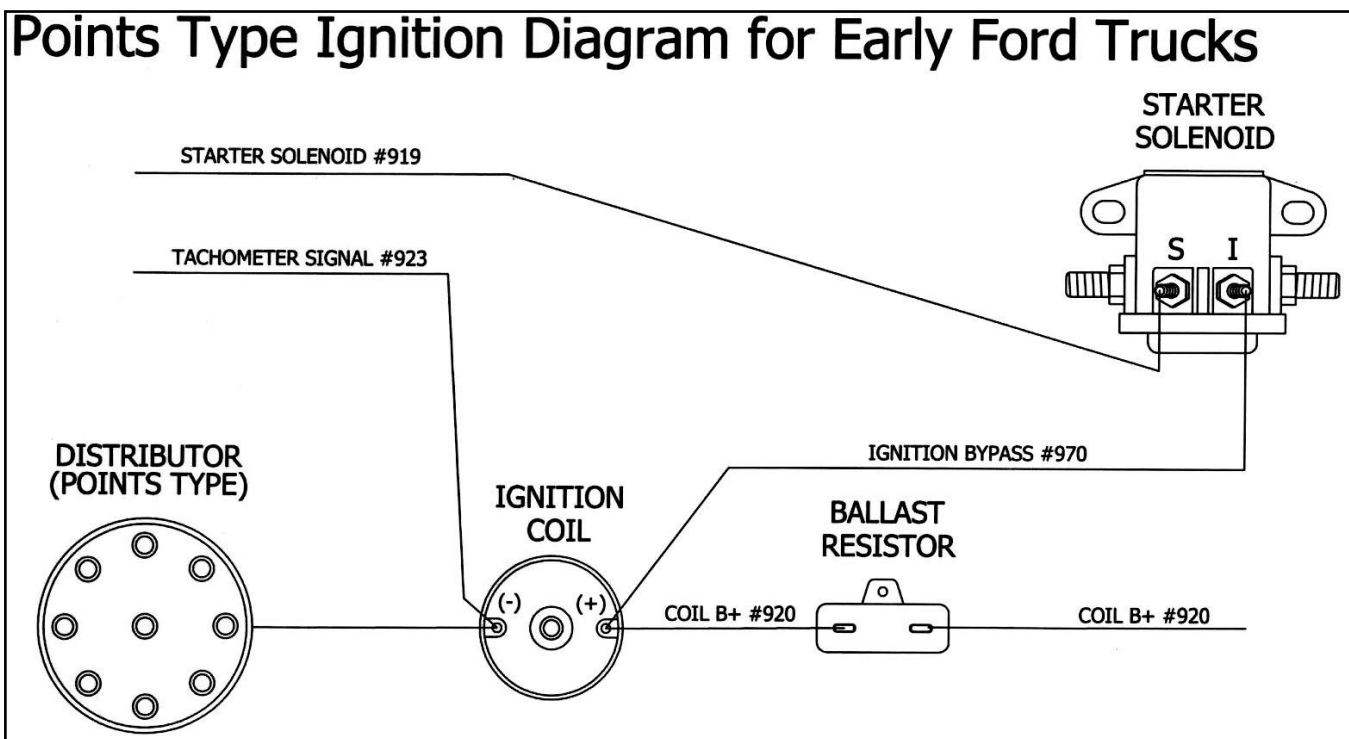 Points Type Ignition Diagram for Early Ford Trucks
STARTER
SOLENOID
STARTER SOLENOID #919
S I
TACHOMETER SIGNAL #923
IGNITION BYPASS #970
DISTRIBUTOR
(POINTS TYPE)
IGNITION
COIL
BALLAST
RESISTOR
(-) (+)
COIL B+ #920
COIL B+ #920